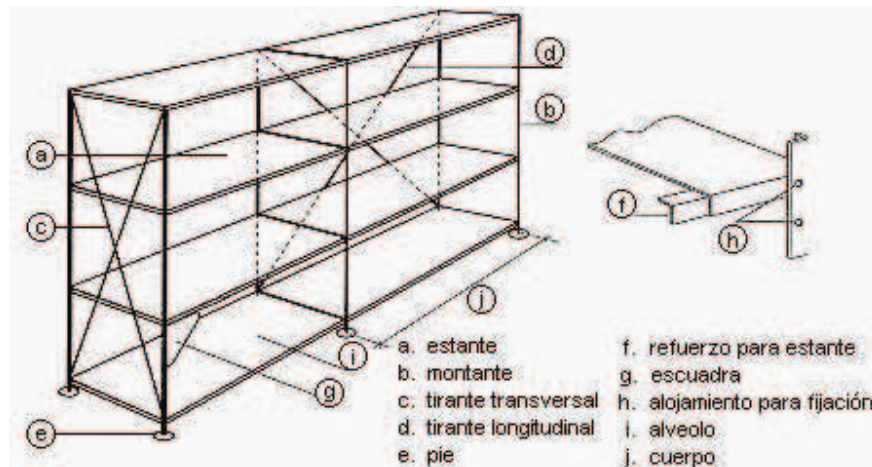 d
b
a
c
f
h
j
i
g
e
a. estante
b. montante
c. tirante transversal
d. tirante longitudinal
e. pie
f. refuerzo para estante
g. escuadra
h. alojamiento para fijación
i. alveolo
j. cuerpo